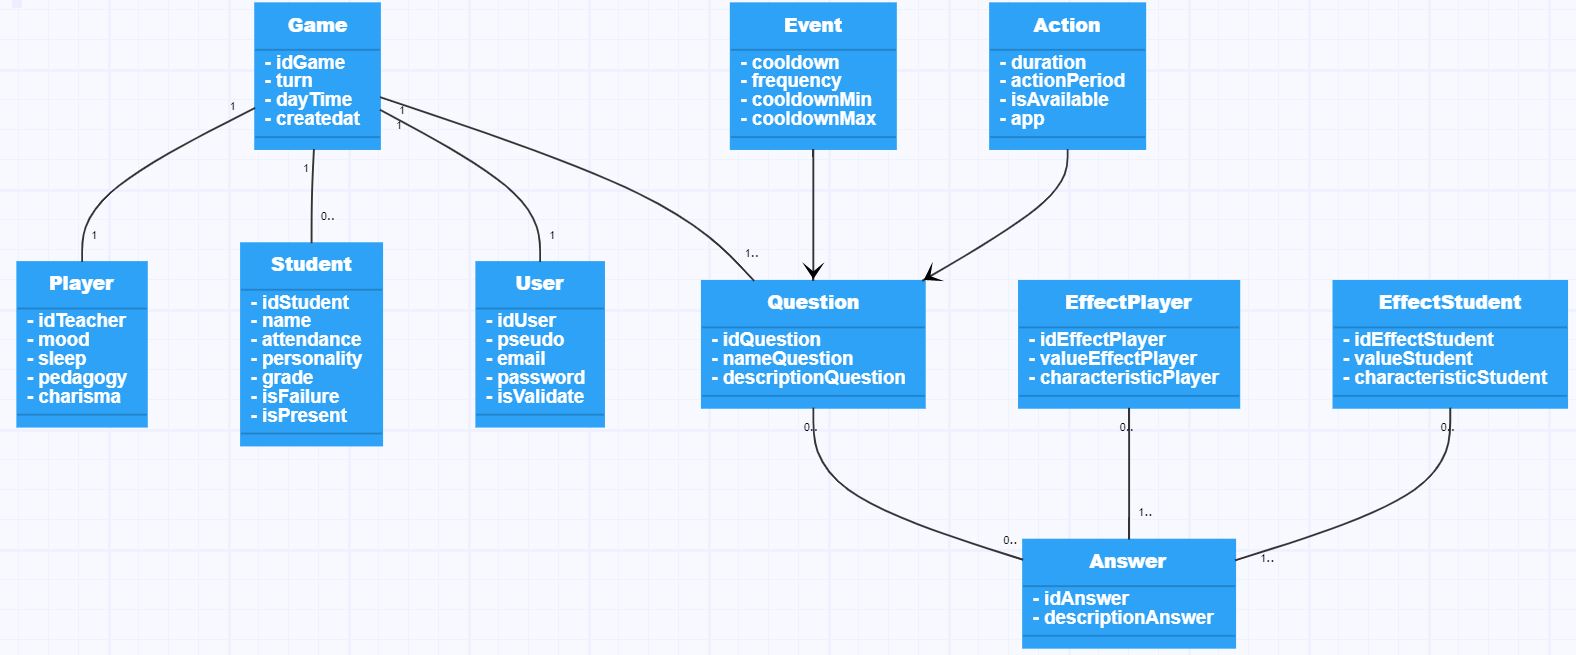 Game
- idGame
- turn
- dayTime
- createdat
Event
- cooldown
- frequency
- cooldownMin
- cooldownMax
Action
- duration
- actionPeriod
- isAvailable
- app
1
1
1
1
0..
1
1
1..
Player
- idTeacher
- mood
- sleep
- pedagogy
- charisma
Student
- idStudent
- name
- attendance
- personality
- grade
- isFailure
- isPresent
User
- idUser
- pseudo
- email
- password
- isValidate
Question
- idQuestion
- nameQuestion
- descriptionQuestion
EffectPlayer
- idEffectPlayer
- valueEffectPlayer
- characteristicPlayer
EffectStudent
- idEffectStudent
- valueStudent
- characteristicStudent
0..
0..
0..
0..
1..
1..
Answer
- idAnswer
- descriptionAnswer